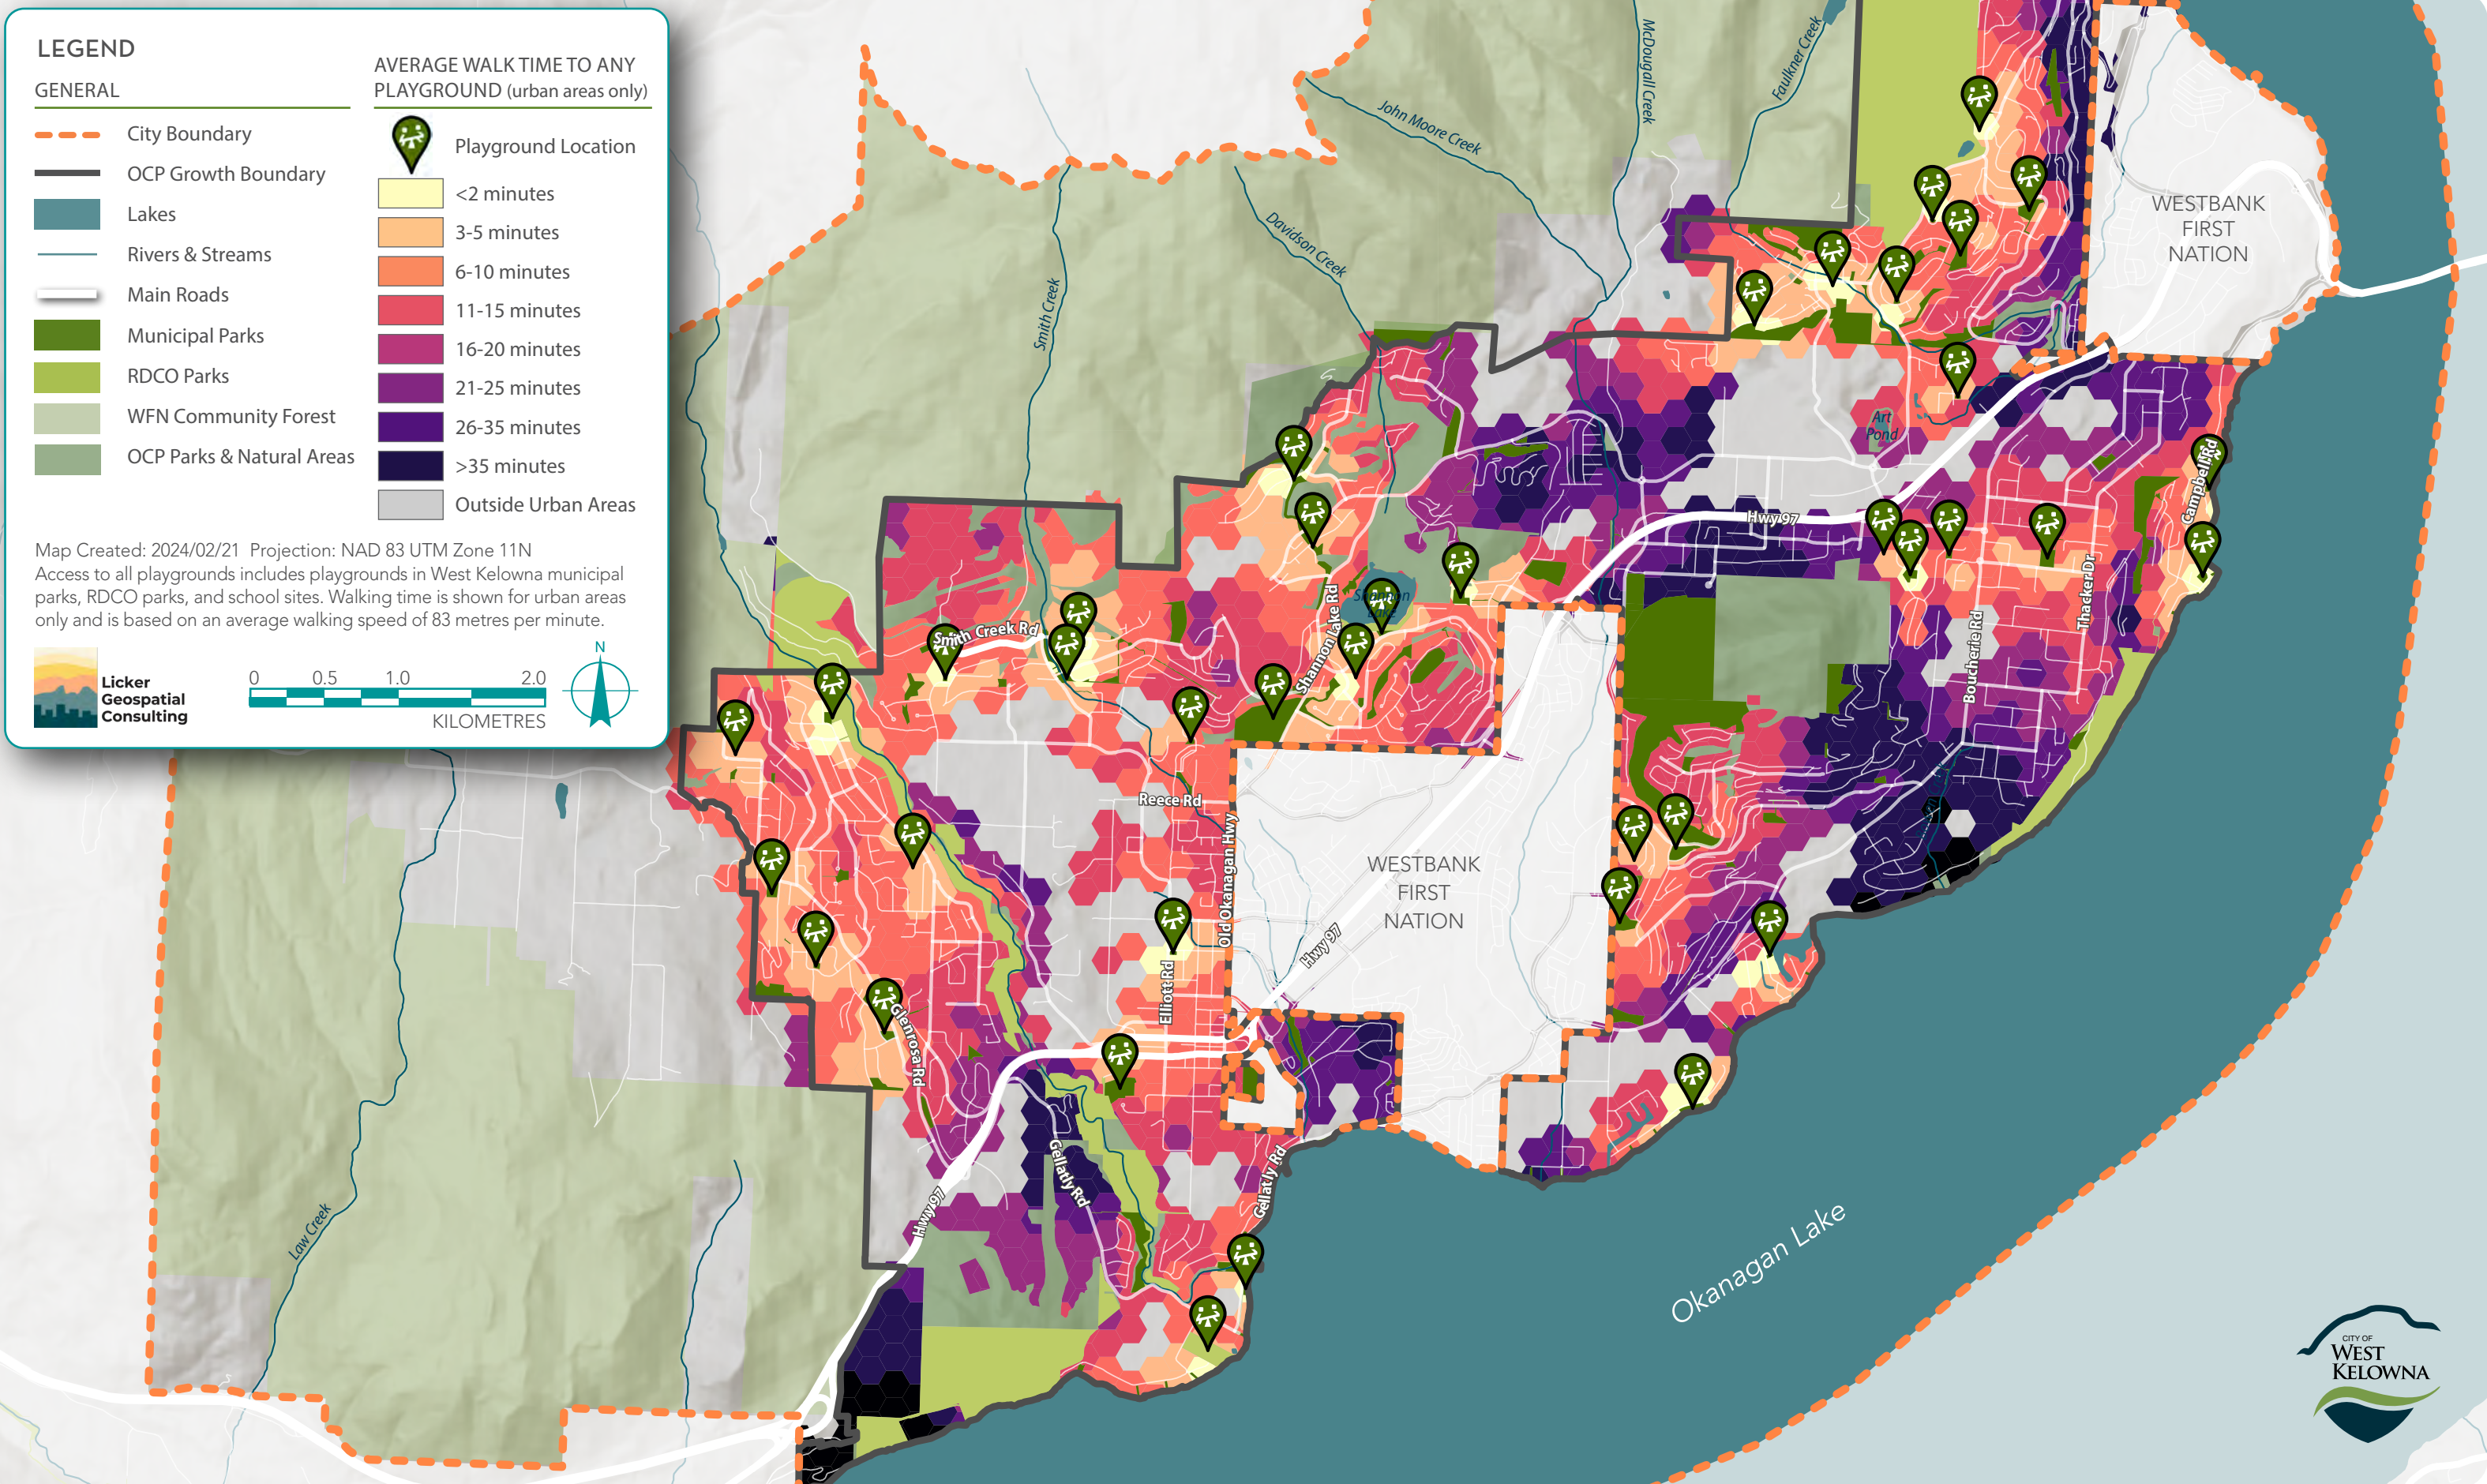 LEGEND
GENERAL
City Boundary
OCP Growth Boundary
Lakes
Rivers & Streams
Main Roads
Municipal Parks
RDCO Parks
WFN Community Forest
OCP Parks & Natural Areas
AVERAGE WALK TIME TO ANY
PLAYGROUND (urban areas only)
Playground Location
<2 minutes
3-5 minutes
6-10 minutes
11-15 minutes
16-20 minutes
21-25 minutes
26-35 minutes
>35 minutes
Outside Urban Areas
Map Created: 2024/02/21 Projection: NAD 83 UTM Zone 11N
Access to all playgrounds includes playgrounds in West Kelowna municipal
parks, RDCO parks, and school sites. Walking time is shown for urban areas
only and is based on an average walking speed of 83 metres per minute.
Licker
Geospatial
Consulting
0 0.5 1.0 2.0
KILOMETRES
N
McDougall Creek
Faulkner Creek
John Moore Creek
Davidson Creek
Smith Creek
WESTBANK
FIRST
NATION
Art
Pond
Campbell Rd
Hwy 97
Thacker Dr
Boucherie Rd
Shannon
Lake
Shannon Lake Rd
Smith Creek Rd
Reece Rd
Old Okanagan Hwy
WESTBANK
FIRST
NATION
Hwy 97
Elliott Rd
Glenrosa Rd
Gellatly Rd
Gellatly Rd
Hwy 97
Law Creek
Okanagan Lake
CITY OF
WEST
KELOWNA